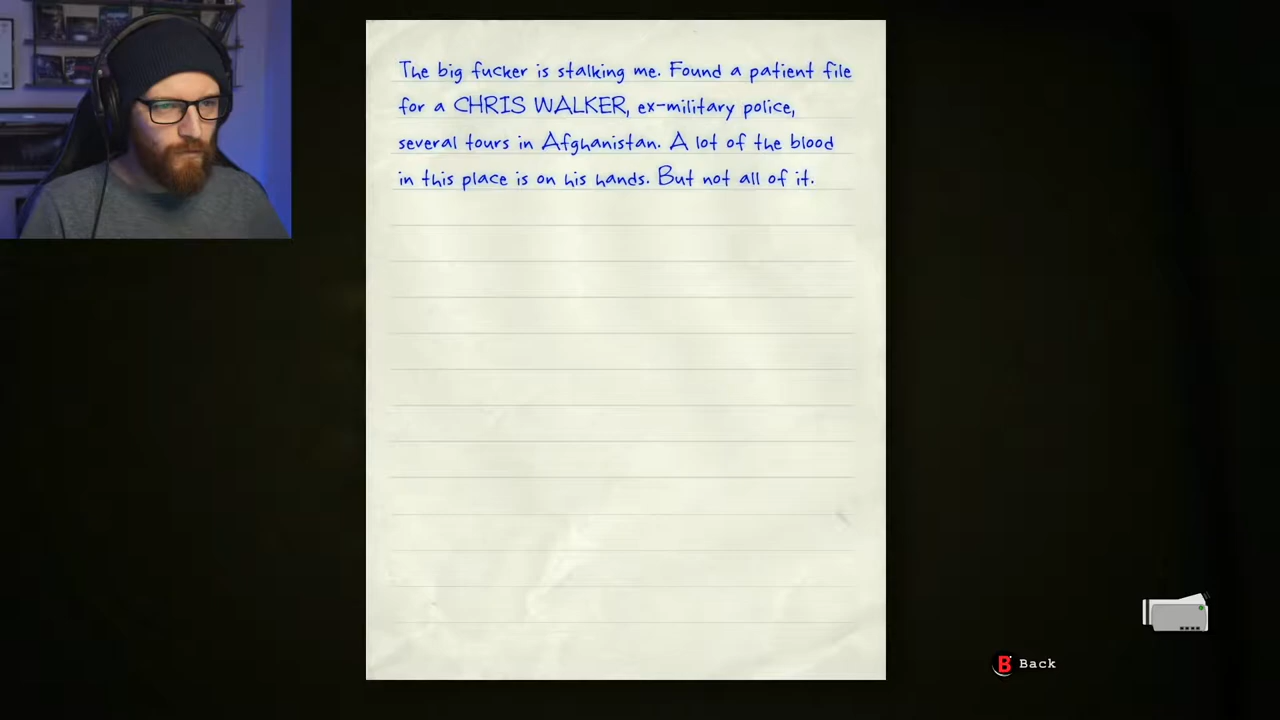 The big fucker is stalking me. Found a patient file
for a CHRIS WALKER, ex-military police,
several tours in Afghanistan. A lot of the blood
in this place is on his hands. But not all of it.
B Back